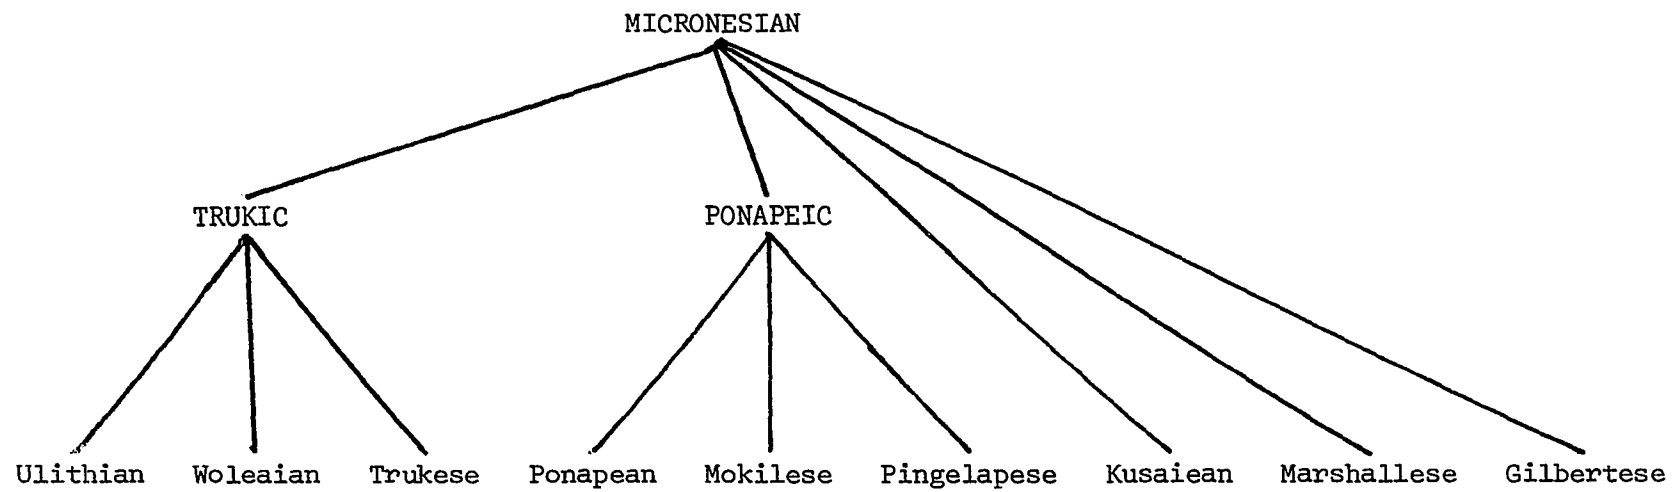 MICRONESIAN
TRUKIC PONAPEIC
Ulithian Woleaian Trukese Ponapean Mokilese Pingelapese Kusaiean Marshallese Gilbertese